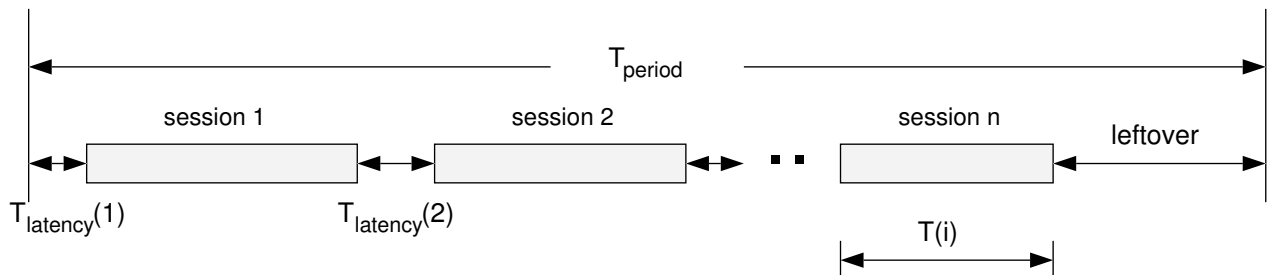 T_period
session 1
session 2
session n
leftover
T_latency(1)
T_latency(2)
T(i)